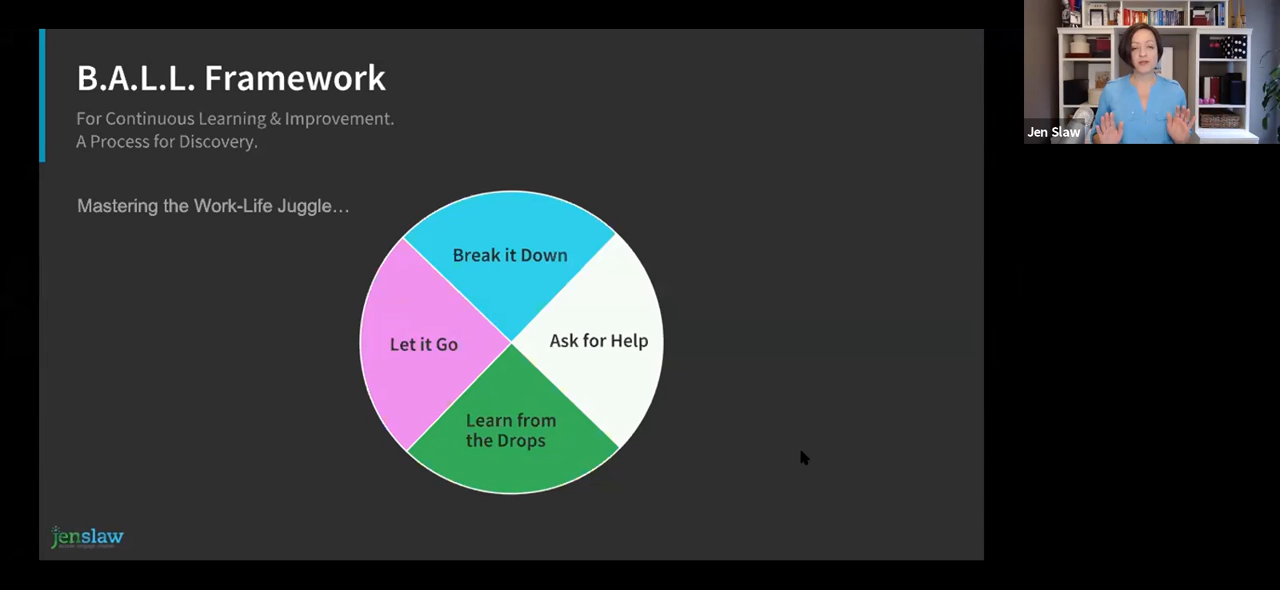 B.A.L.L. Framework
For Continuous Learning & Improvement.
A Process for Discovery.
Mastering the Work-Life Juggle…
Break it Down
Let it Go
Ask for Help
Learn from
the Drops
jenslaw
Jen Slaw